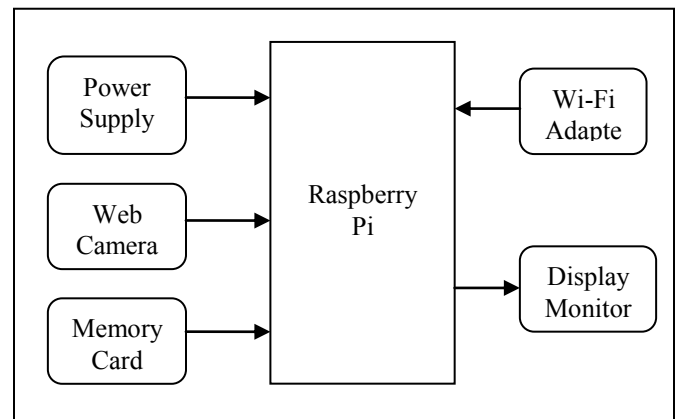 Power
Supply
Web
Camera
Memory
Card
Raspberry
Pi
Wi-Fi
Adapte
Display
Monitor